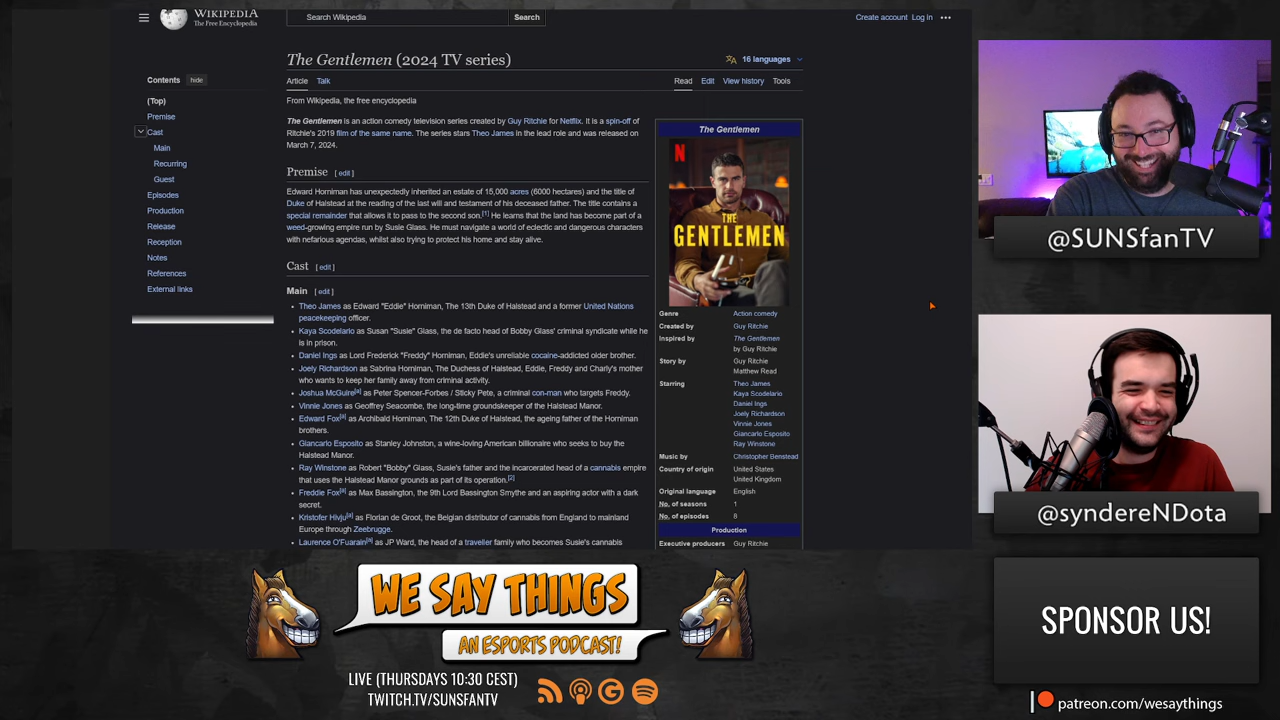 WIKIPEDIA
The Free Encyclopedia
Search Wikipedia
Search
Create account Log in
The Gentlemen (2024 TV series)
16 languages
Article Talk
Read Edit View history Tools
From Wikipedia, the free encyclopedia
Contents hide
(Top)
Premise
Cast
Main
Recurring
Guest
Episodes
Production
Release
Reception
Notes
References
External links
The Gentlemen is an action comedy television series created by Guy Ritchie for Netflix. It is a spin-off of
Ritchie's 2019 film of the same name. The series stars Theo James in the lead role and was released on
March 7, 2024.
Premise [ edit ]
Edward Horniman has unexpectedly inherited an estate of 15,000 acres (6000 hectares) and the title of
Duke of Halstead at the reading of the last will and testament of his deceased father. The title contains a
special remainder that allows it to pass to the second son.[1] He learns that the land has become part of a
weed-growing empire run by Susie Glass. He must navigate a world of eclectic and dangerous characters
with nefarious agendas, whilst also trying to protect his home and stay alive.
Cast [ edit ]
Main [ edit ]
• Theo James as Edward "Eddie" Horniman, The 13th Duke of Halstead and a former United Nations
peacekeeping officer.
• Kaya Scodelario as Susan "Susie" Glass, the de facto head of Bobby Glass' criminal syndicate while he
is in prison.
• Daniel Ings as Lord Frederick "Freddy" Horniman, Eddie's unreliable cocaine-addicted older brother.
• Joely Richardson as Sabrina Horniman, The Duchess of Halstead, Eddie, Freddy and Charly's mother
who wants to keep her family away from criminal activity.
• Joshua McGuire[a] as Peter Spencer-Forbes / Sticky Pete, a criminal con-man who targets Freddy.
• Vinnie Jones as Geoffrey Seacombe, the long-time groundskeeper of the Halstead Manor.
• Edward Fox[a] as Archibald Horniman, The 12th Duke of Halstead, the ageing father of the Horniman
brothers.
• Giancarlo Esposito as Stanley Johnston, a wine-loving American billionaire who seeks to buy the
Halstead Manor.
• Ray Winstone as Robert "Bobby" Glass, Susie's father and the incarcerated head of a cannabis empire
that uses the Halstead Manor grounds as part of its operation.[2]
• Freddie Fox[a] as Max Bassington, the 9th Lord Bassington Smythe and an aspiring actor with a dark
secret.
• Kristofer Hivju[a] as Florian de Groot, the Belgian distributor of cannabis from England to mainland
Europe through Zeebrugge.
• Laurence O'Fuarain[a] as JP Ward, the head of a traveller family who becomes Susie's cannabis
The Gentlemen
N
THE
GENTLEMEN
Genre Action comedy
Created by Guy Ritchie
Inspired by The Gentlemen
by Guy Ritchie
Story by Guy Ritchie
Matthew Read
Starring Theo James
Kaya Scodelario
Daniel Ings
Joely Richardson
Vinnie Jones
Giancarlo Esposito
Ray Winstone
Music by Christopher Benstead
Country of origin United States
United Kingdom
Original language English
No. of seasons 1
No. of episodes 8
Production
Executive producers Guy Ritchie
@SUNSfanTV
@syndereNDota
SPONSOR US!
patreon.com/wesaythings
WE SAY THINGS
AN ESPORTS PODCAST!
LIVE (THURSDAYS 10:30 CEST)
TWITCH.TV/SUNSFANTV